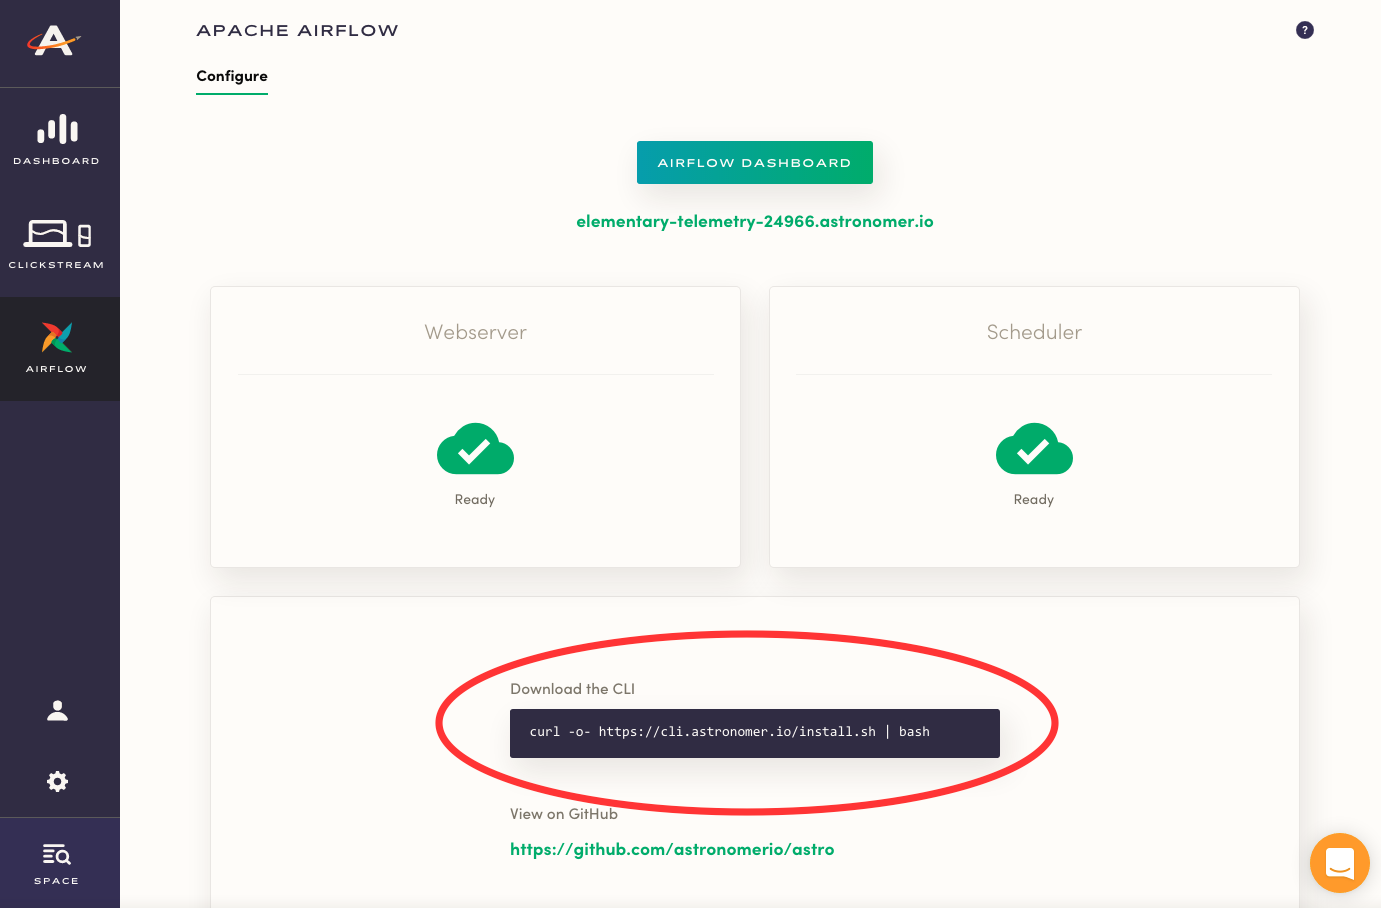 APACHE AIRFLOW
?
Configure
DASHBOARD
CLICKSTREAM
AIRFLOW
SPACE
AIRFLOW DASHBOARD
elementary-telemetry-24966.astronomer.io
Webserver
Ready
Scheduler
Ready
Download the CLI
curl -o- https://cli.astronomer.io/install.sh | bash
View on GitHub
https://github.com/astronomerio/astro